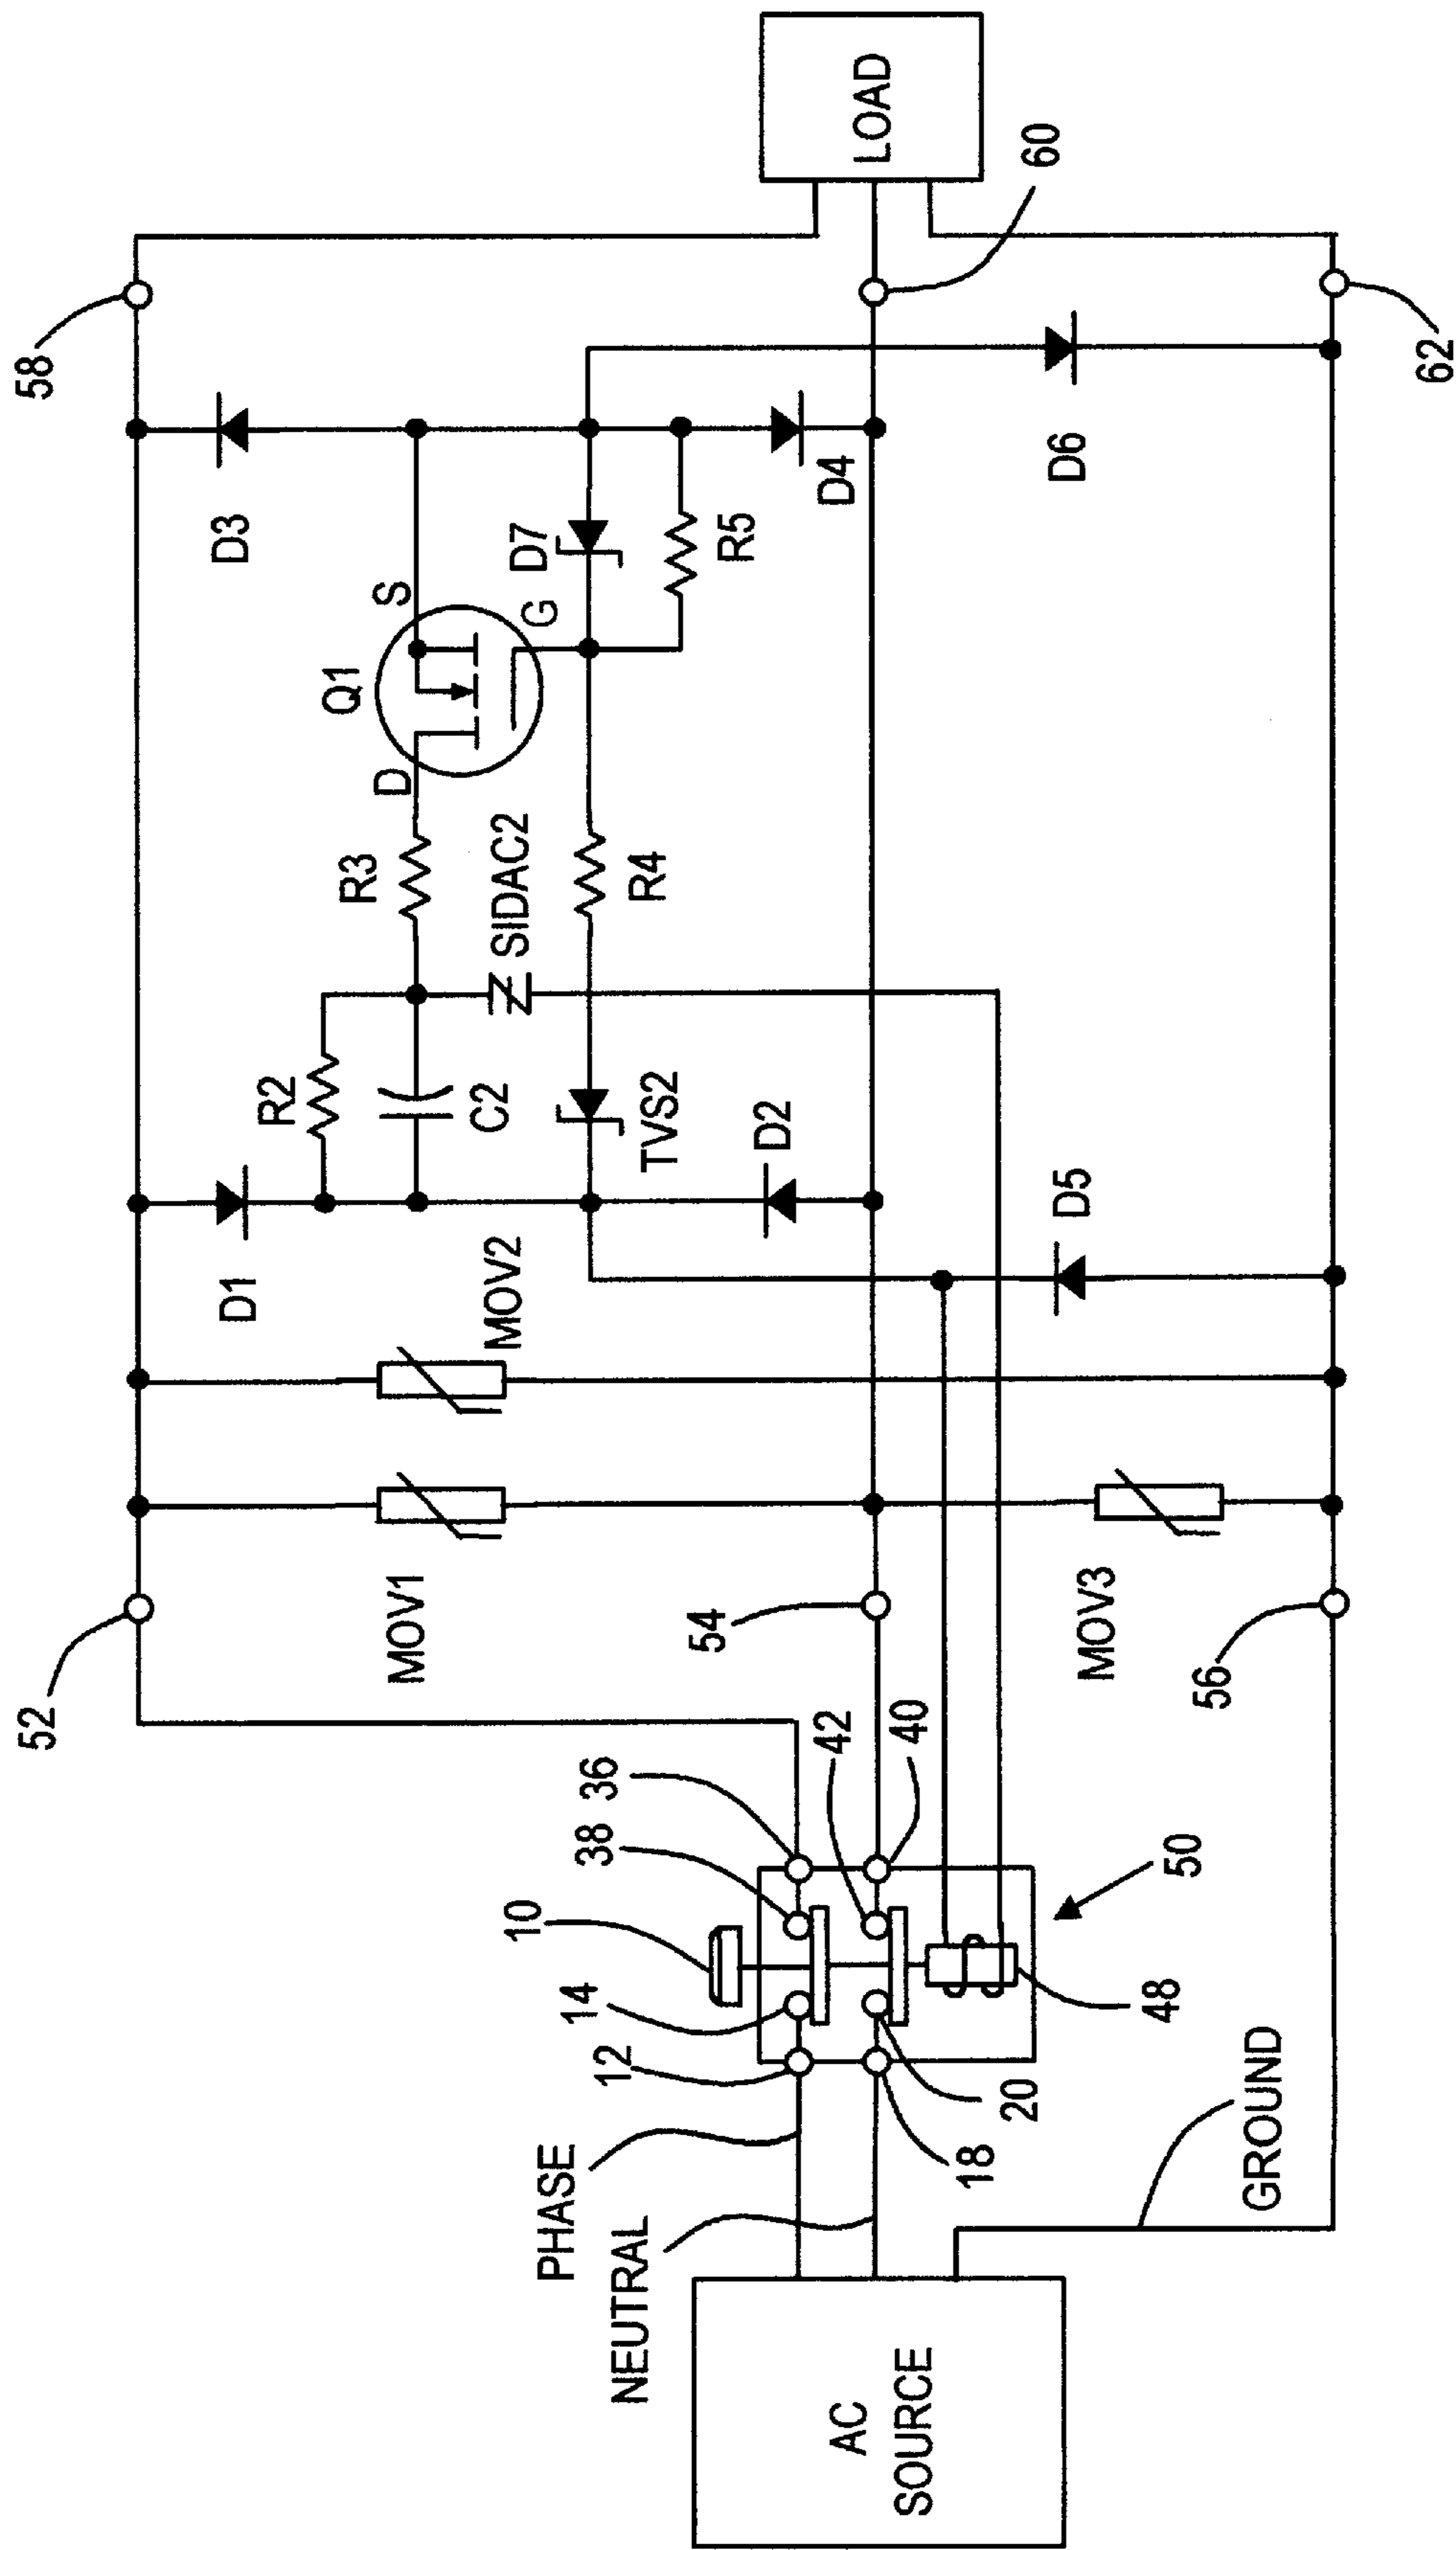 58
LOAD
60
62
D3
S
D7
G
R5
D4
D6
Q1
D
R3
SIDAC2
R4
R2
C2
TVS2
D2
D1
MOV2
D5
52
MOV1
54
MOV3
56
36
38
42
40
10
14
12
50
48
20
18
PHASE
NEUTRAL
GROUND
AC
SOURCE